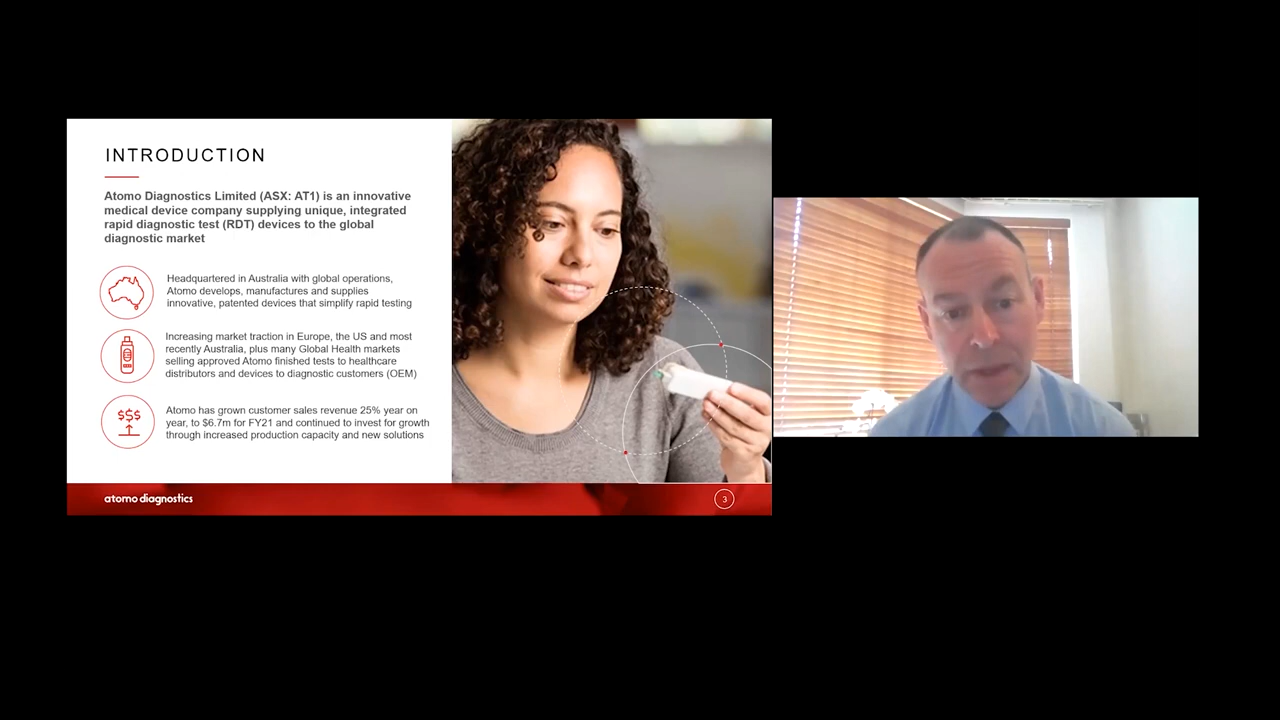 INTRODUCTION
Atomo Diagnostics Limited (ASX: AT1) is an innovative
medical device company supplying unique, integrated
rapid diagnostic test (RDT) devices to the global
diagnostic market
Headquartered in Australia with global operations,
Atomo develops, manufactures and supplies
innovative, patented devices that simplify rapid testing
Increasing market traction in Europe, the US and most
recently Australia, plus many Global Health markets
selling approved Atomo finished tests to healthcare
distributors and devices to diagnostic customers (OEM)
$$$
Atomo has grown customer sales revenue 25% year on
year, to $6.7m for FY21 and continued to invest for growth
through increased production capacity and new solutions
atomo diagnostics
3